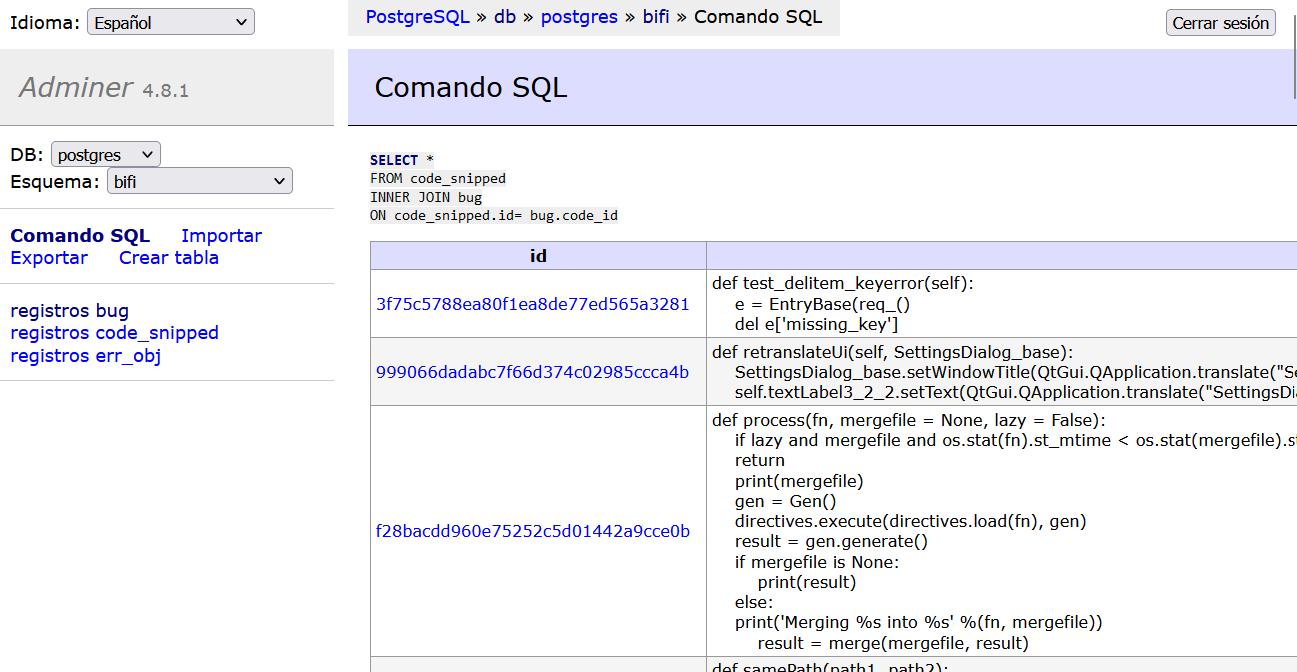 Idioma: Español
PostgreSQL » db » postgres » bifi » Comando SQL
Cerrar sesión
Adminer 4.8.1
Comando SQL
DB: postgres
Esquema: bifi
Comando SQL Importar
Exportar Crear tabla
registros bug
registros code_snipped
registros err_obj
SELECT *
FROM code_snipped
INNER JOIN bug
ON code_snipped.id= bug.code_id
id
3f75c5788ea80f1ea8de77ed565a3281
def test_delitem_keyerror(self):
e = EntryBase(req_()
del e['missing_key']
999066dadabc7f66d374c02985ccca4b
def retranslateUi(self, SettingsDialog_base):
SettingsDialog_base.setWindowTitle(QtGui.QApplication.translate("Se
self.textLabel3_2_2.setText(QtGui.QApplication.translate("SettingsDi
f28bacdd960e75252c5d01442a9cce0b
def process(fn, mergefile = None, lazy = False):
if lazy and mergefile and os.stat(fn).st_mtime < os.stat(mergefile).s
return
print(mergefile)
gen = Gen()
directives.execute(directives.load(fn), gen)
result = gen.generate()
if mergefile is None:
print(result)
else:
print('Merging %s into %s' %(fn, mergefile))
result = merge(mergefile, result)
def samePath(path1, path2):